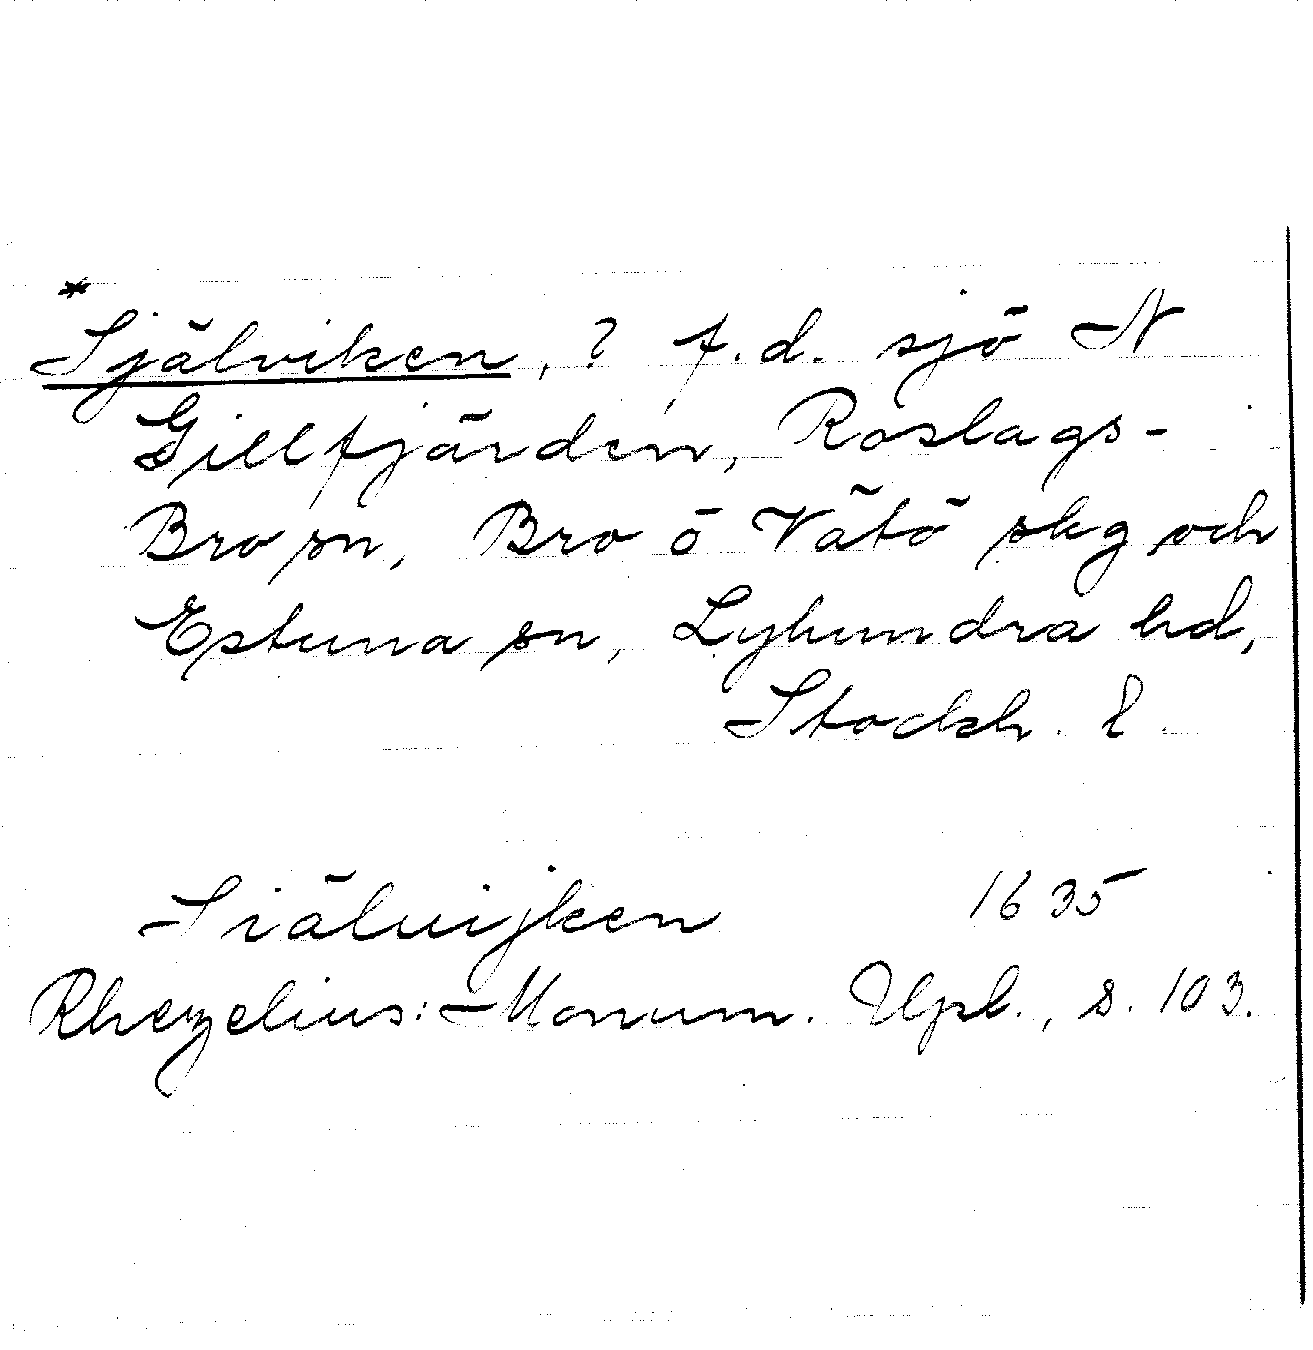 *
Själviken, ? f.d. sjö N
Gillfjärden, Roslags-
Bro sn, Bro o Vätö skg och
Estuna sn, Lyhundra hd,
Stockh. l.
Siäluijken 1635
Rhezelius: Monum. Upl., s. 103.